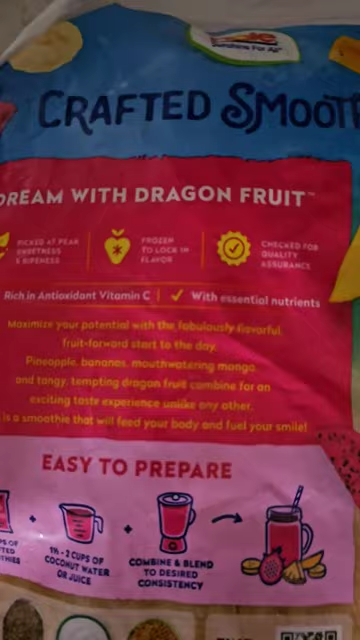 Dole
Sunshine For All
CRAFTED SMOOTH
DREAM WITH DRAGON FRUIT™
PICKED AT PEAK
SWEETNESS
& RIPENESS
FROZEN
TO LOCK IN
FLAVOR
CHECKED FOR
QUALITY
ASSURANCE
Rich in Antioxidant Vitamin C | ✓ With essential nutrients
Maximize your potential with the fabulously flavorful
fruit-forward start to the day.
Pineapple, bananas, mouthwatering mango
and tangy, tempting dragon fruit combine for an
exciting taste experience unlike any other.
is a smoothie that will feed your body and fuel your smile!
EASY TO PREPARE
PS OF
TED
THIES
+
1½ - 2 CUPS OF
COCONUT WATER
OR JUICE
+
COMBINE & BLEND
TO DESIRED
CONSISTENCY